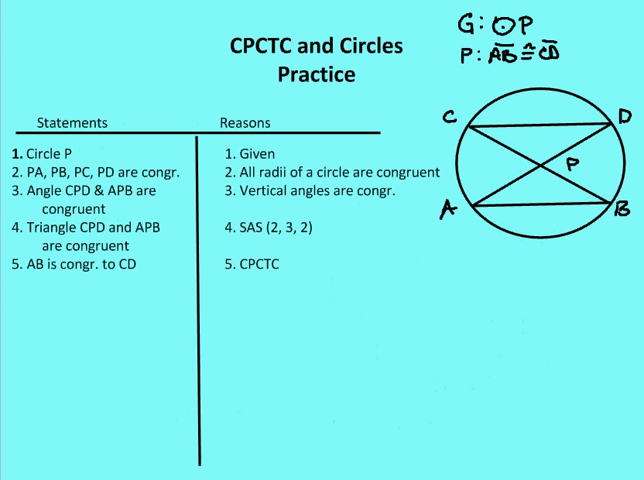 G: ⊙P
P: A̅B̅ ≅ C̅D̅
CPCTC and Circles
Practice
Statements Reasons
1. Circle P 1. Given
2. PA, PB, PC, PD are congr. 2. All radii of a circle are congruent
3. Angle CPD & APB are 3. Vertical angles are congr.
congruent
4. Triangle CPD and APB 4. SAS (2, 3, 2)
are congruent
5. AB is congr. to CD 5. CPCTC
C D
P
A B